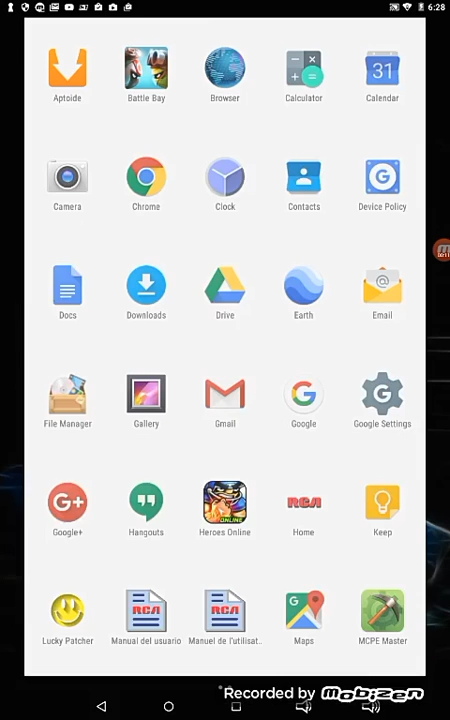 6:28
Aptoide Battle Bay Browser Calculator Calendar
31
Camera Chrome Clock Contacts Device Policy
Docs Downloads Drive Earth Email
File Manager Gallery Gmail Google Google Settings
G+ ONLINE RCA
Google+ Hangouts Heroes Online Home Keep
RCA RCA
Lucky Patcher Manual del usuario Manuel de l'utilisat.. Maps MCPE Master
Recorded by Mobizen